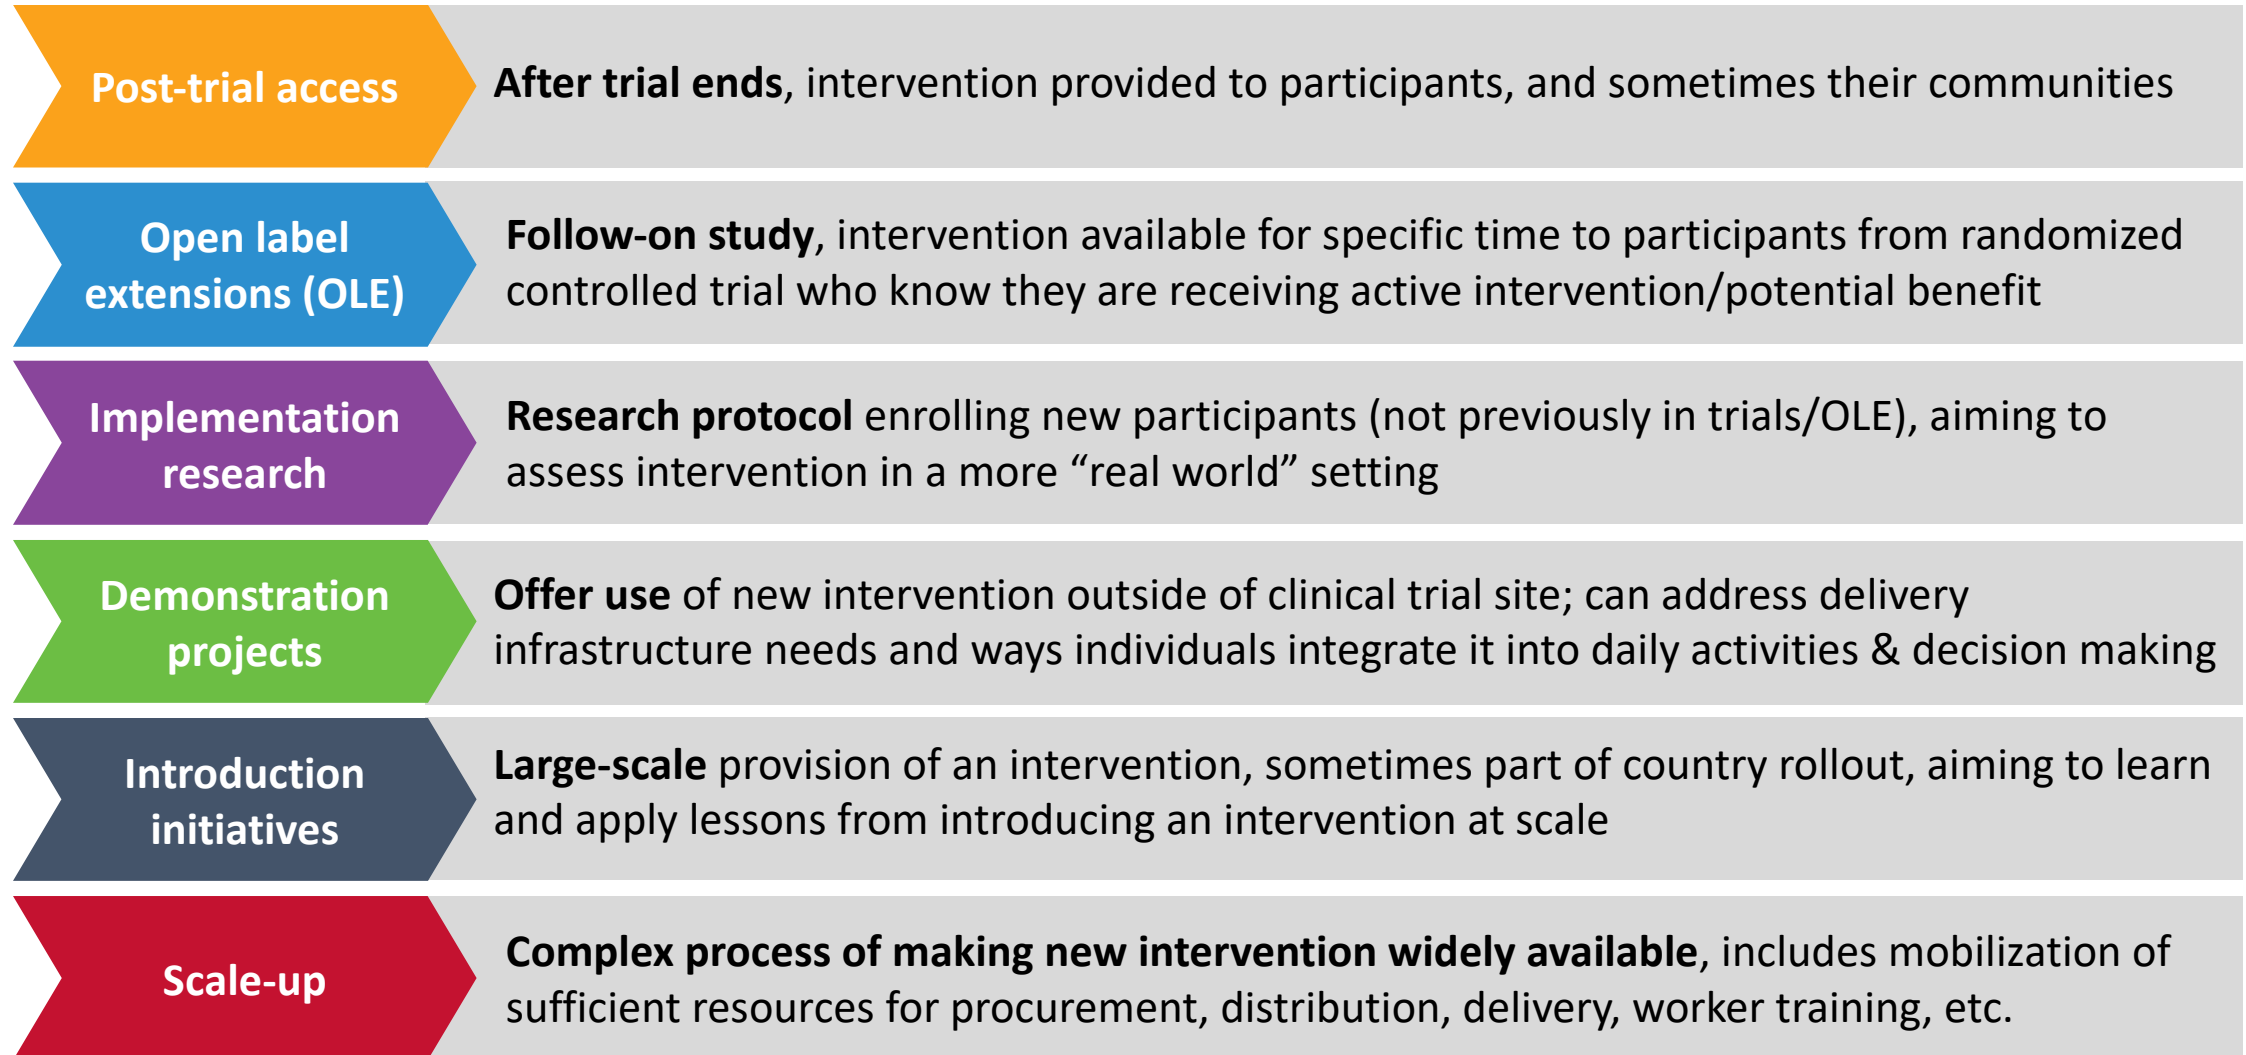 Post-trial access
After trial ends, intervention provided to participants, and sometimes their communities
Open label
extensions (OLE)
Follow-on study, intervention available for specific time to participants from randomized
controlled trial who know they are receiving active intervention/potential benefit
Implementation
research
Research protocol enrolling new participants (not previously in trials/OLE), aiming to
assess intervention in a more “real world” setting
Demonstration
projects
Offer use of new intervention outside of clinical trial site; can address delivery
infrastructure needs and ways individuals integrate it into daily activities & decision making
Introduction
initiatives
Large-scale provision of an intervention, sometimes part of country rollout, aiming to learn
and apply lessons from introducing an intervention at scale
Scale-up
Complex process of making new intervention widely available, includes mobilization of
sufficient resources for procurement, distribution, delivery, worker training, etc.